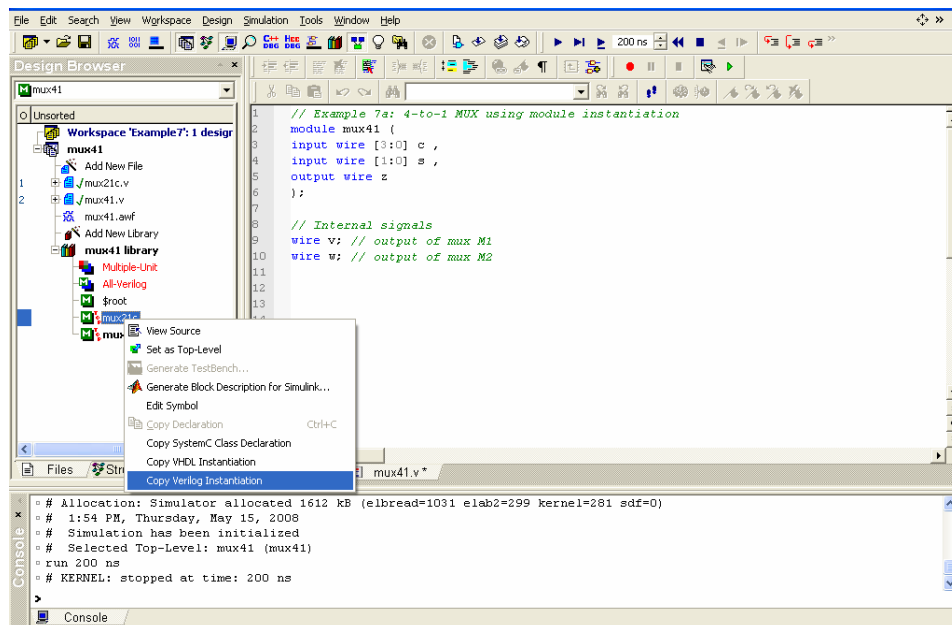 File Edit Search View Workspace Design Simulation Tools Window Help
C++ DBG HES DBG 200 ns
Design Browser
mux41
Unsorted
Workspace 'Example7': 1 desigr
mux41
Add New File
1 mux21c.v
2 mux41.v
mux41.awf
Add New Library
mux41 library
Multiple-Unit
All-Verilog
$root
mux21c
mux
Files Stru
1 // Example 7a: 4-to-1 MUX using module instantiation
2 module mux41 (
3 input wire [3:0] c ,
4 input wire [1:0] s ,
5 output wire z
6 );
7
8 // Internal signals
9 wire v; // output of mux M1
10 wire w; // output of mux M2
11
12
13
View Source
Set as Top-Level
Generate TestBench...
Generate Block Description for Simulink...
Edit Symbol
Copy Declaration Ctrl+C
Copy SystemC Class Declaration
Copy VHDL Instantiation
Copy Verilog Instantiation
mux41.v *
# Allocation: Simulator allocated 1612 kB (elbread=1031 elab2=299 kernel=281 sdf=0)
# 1:54 PM, Thursday, May 15, 2008
# Simulation has been initialized
# Selected Top-Level: mux41 (mux41)
run 200 ns
# KERNEL: stopped at time: 200 ns
>
Console
Console